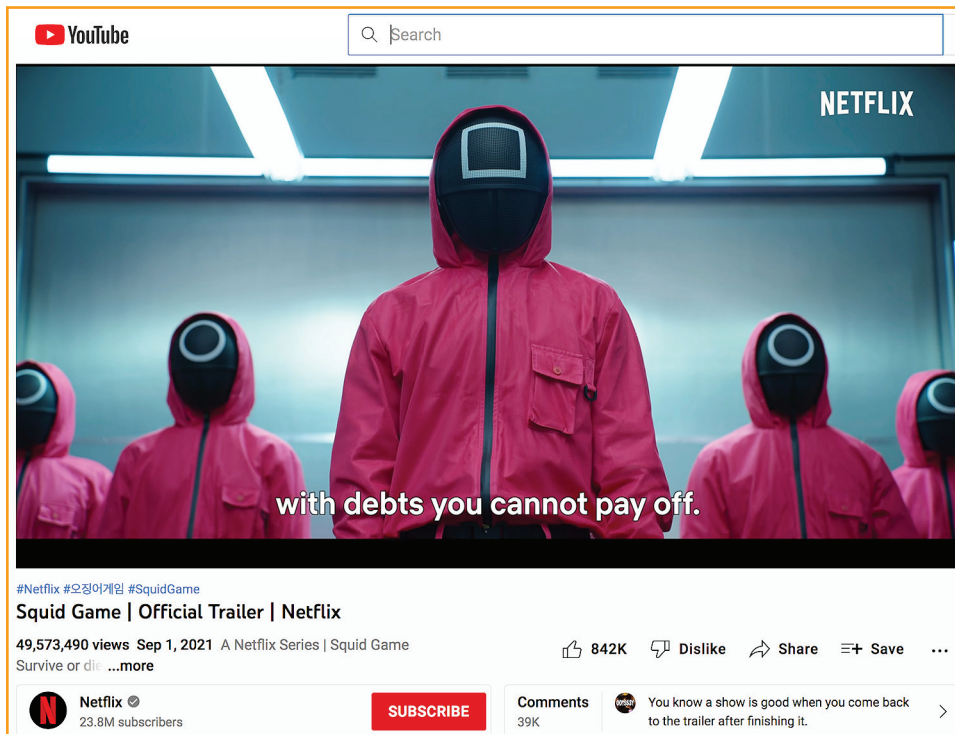 YouTube
Search
NETFLIX
with debts you cannot pay off.
#Netflix #오징어게임 #SquidGame
Squid Game | Official Trailer | Netflix
49,573,490 views Sep 1, 2021 A Netflix Series | Squid Game
Survive or die ...more
842K Dislike Share Save
Netflix
23.8M subscribers
SUBSCRIBE
Comments
39K
ODYSSEY
You know a show is good when you come back
to the trailer after finishing it.